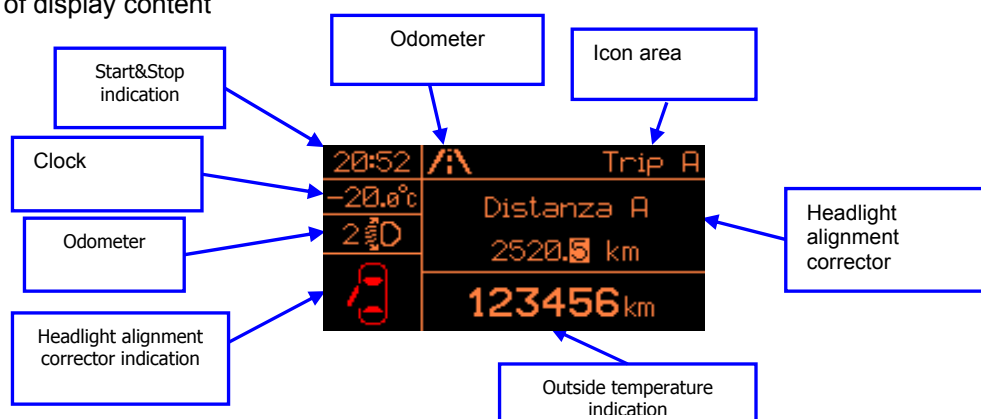 of display content
Odometer
Icon area
Start&Stop
indication
Clock
Odometer
Headlight alignment
corrector indication
20:52
Trip A
-20.0°c
Distanza A
2
2520.5 km
123456km
Headlight
alignment
corrector
Outside temperature
indication